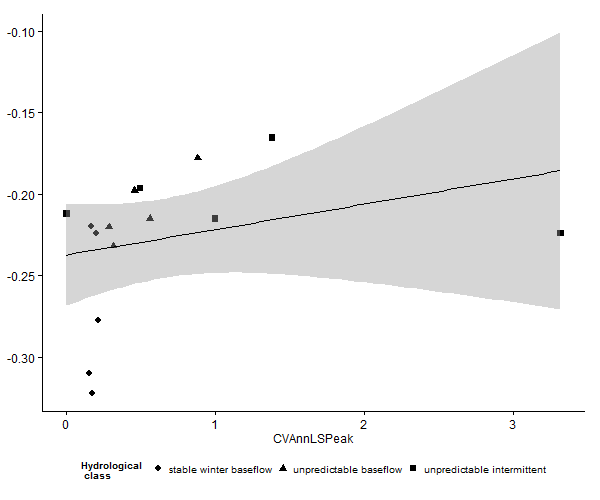 -0.10
-0.15
-0.20
-0.25
-0.30
0 1 2 3
CVAnnLSPeak
Hydrological
class
stable winter baseflow unpredictable baseflow unpredictable intermittent